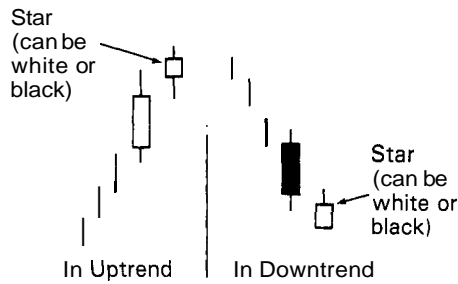 Star
(can be
white or
black)
Star
(can be
white or
black)
In Uptrend
In Downtrend